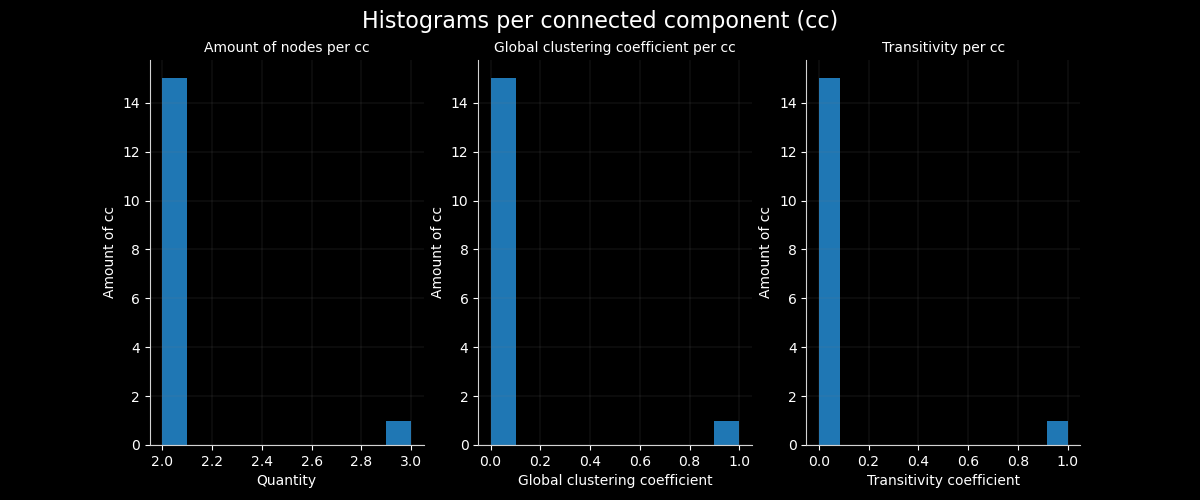 Histograms per connected component (cc)
Amount of nodes per cc
Global clustering coefficient per cc
Transitivity per cc
Amount of cc
14
12
10
8
6
4
2
0
2.0 2.2 2.4 2.6 2.8 3.0
Quantity
Amount of cc
14
12
10
8
6
4
2
0
0.0 0.2 0.4 0.6 0.8 1.0
Global clustering coefficient
Amount of cc
14
12
10
8
6
4
2
0
0.0 0.2 0.4 0.6 0.8 1.0
Transitivity coefficient